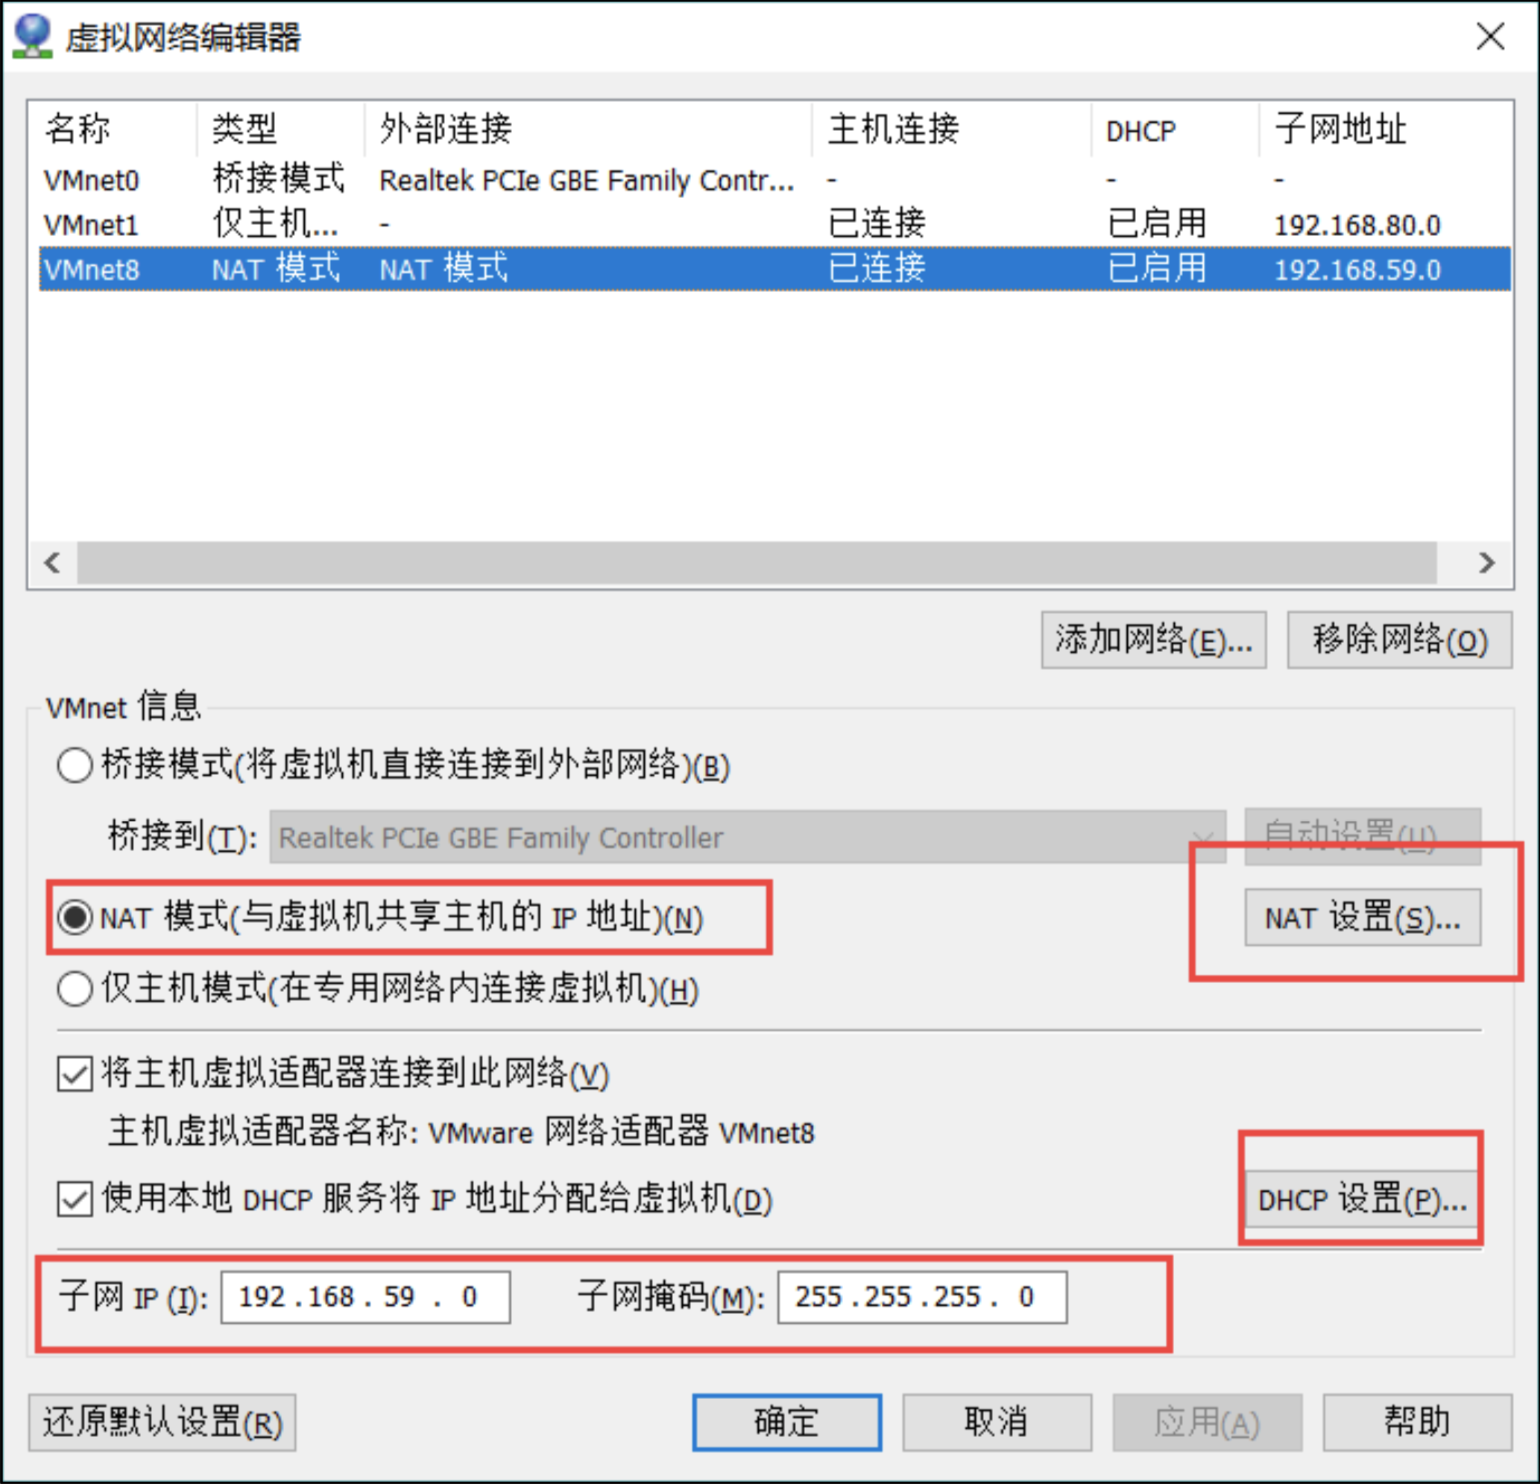 虚拟网络编辑器
名称 类型 外部连接 主机连接 DHCP 子网地址
VMnet0 桥接模式 Realtek PCIe GBE Family Contr... - - -
VMnet1 仅主机... - 已连接 已启用 192.168.80.0
VMnet8 NAT 模式 NAT 模式 已连接 已启用 192.168.59.0
添加网络(E)... 移除网络(O)
VMnet 信息
桥接模式(将虚拟机直接连接到外部网络)(B)
桥接到(T): Realtek PCIe GBE Family Controller 自动设置(U)
NAT 模式(与虚拟机共享主机的 IP 地址)(N) NAT 设置(S)...
仅主机模式(在专用网络内连接虚拟机)(H)
将主机虚拟适配器连接到此网络(V)
主机虚拟适配器名称: VMware 网络适配器 VMnet8
使用本地 DHCP 服务将 IP 地址分配给虚拟机(D) DHCP 设置(P)...
子网 IP (I): 192 . 168 . 59 . 0 子网掩码(M): 255 . 255 . 255 . 0
还原默认设置(R) 确定 取消 应用(A) 帮助